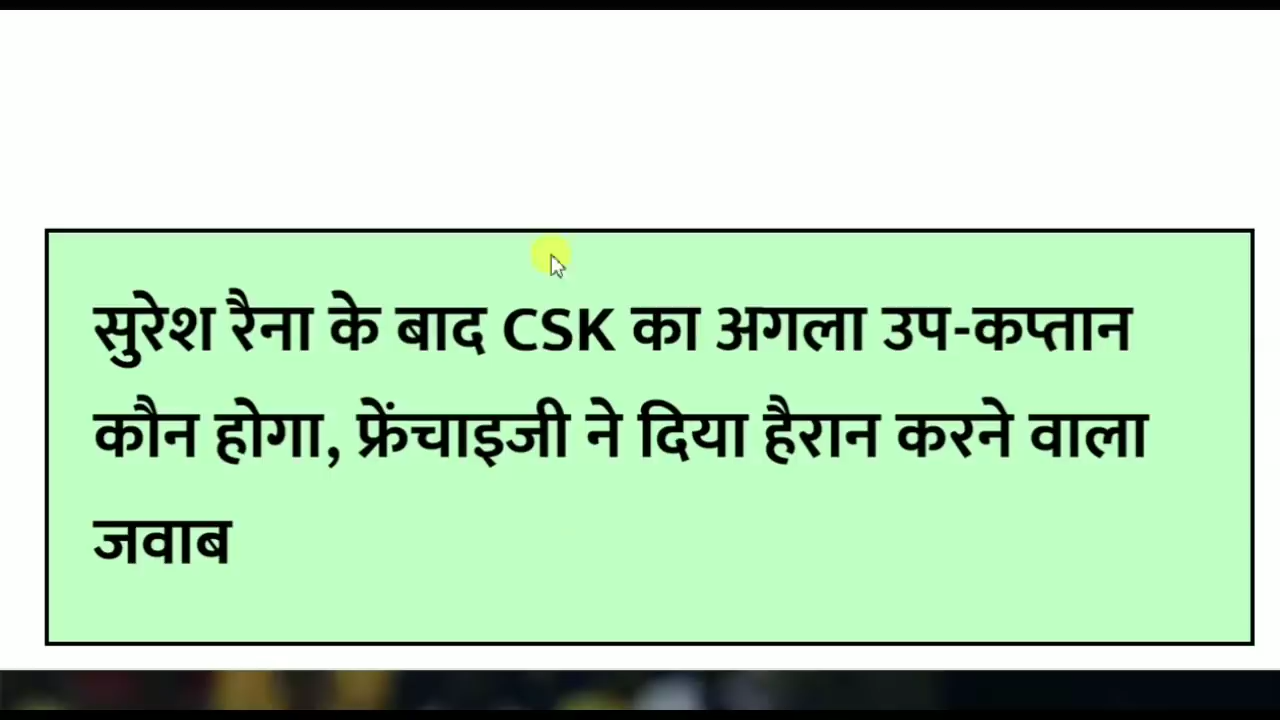 सुरेश रैना के बाद CSK का अगला उप-कप्तान
कौन होगा, फ्रेंचाइजी ने दिया हैरान करने वाला
जवाब